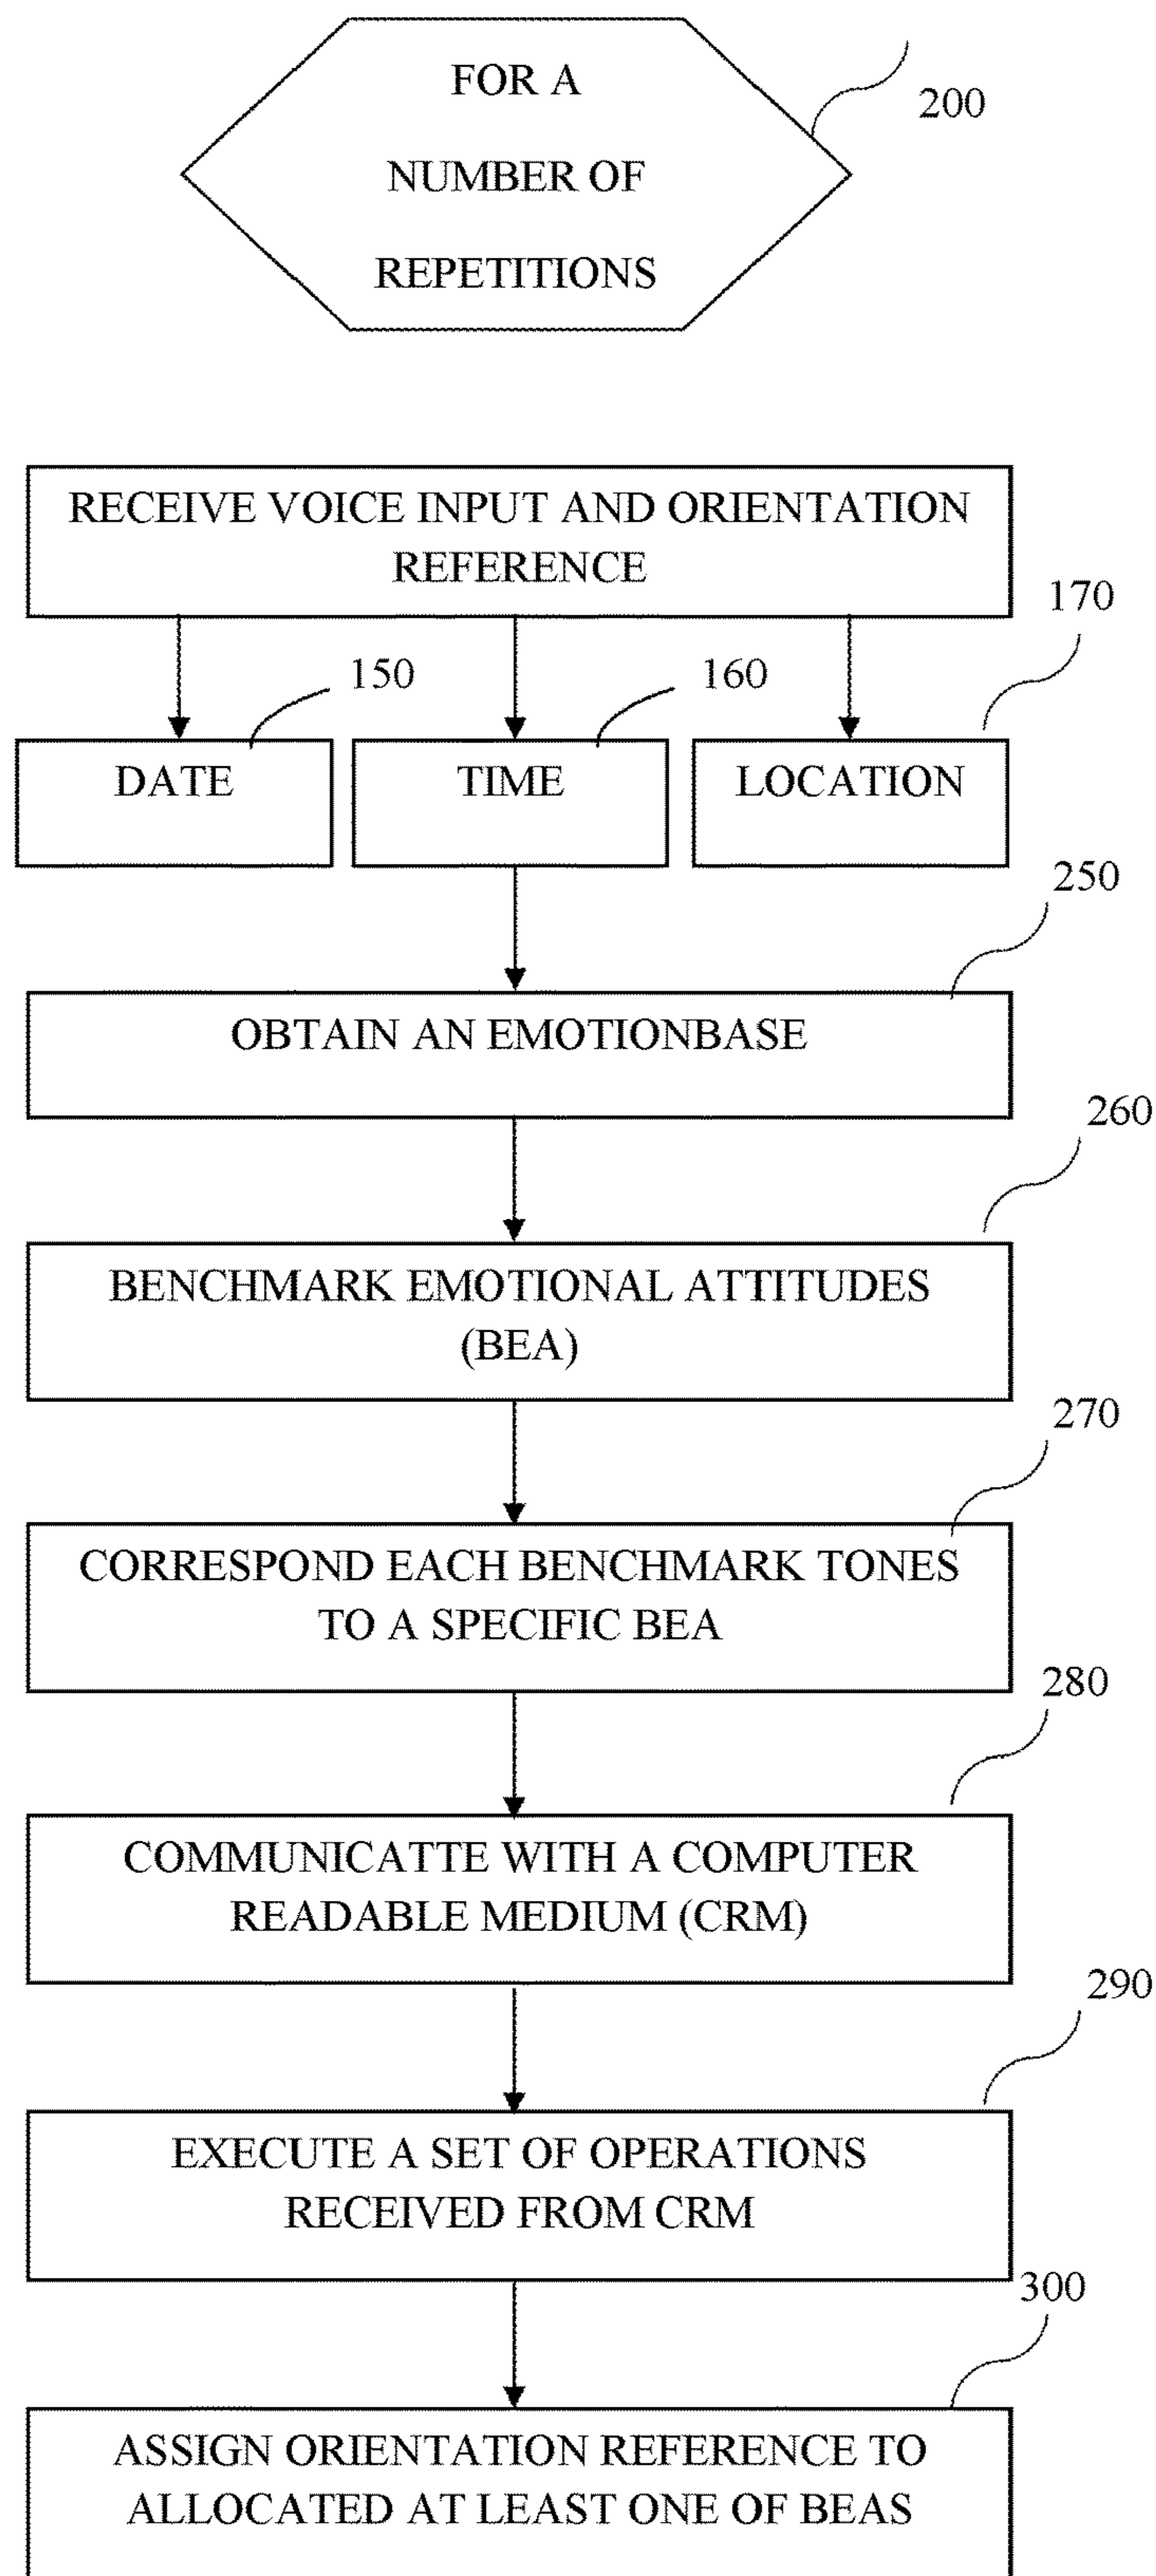 FOR A
200
NUMBER OF
REPETITIONS
RECEIVE VOICE INPUT AND ORIENTATION
REFERENCE
170
150
160
DATE
TIME
LOCATION
250
OBTAIN AN EMOTIONBASE
260
BENCHMARK EMOTIONAL ATTITUDES
(BEA)
270
CORRESPOND EACH BENCHMARK TONES
TO A SPECIFIC BEA
280
COMMUNICATTE WITH A COMPUTER
READABLE MEDIUM (CRM)
290
EXECUTE A SET OF OPERATIONS
RECEIVED FROM CRM
300
ASSIGN ORIENTATION REFERENCE TO
ALLOCATED AT LEAST ONE OF BEAS